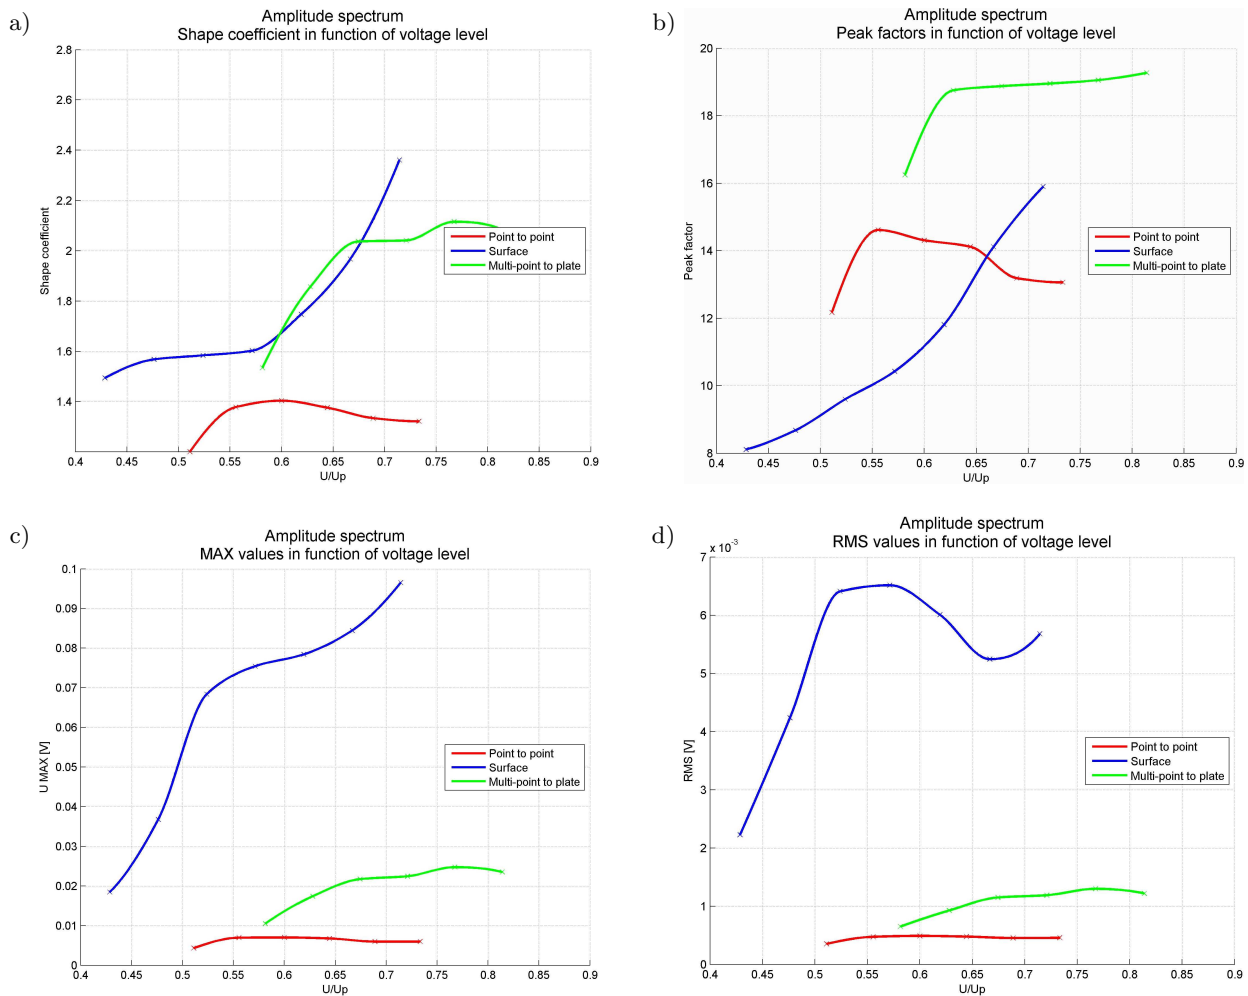 a)
Amplitude spectrum
Shape coefficient in function of voltage level
2.8
2.6
2.4
2.2
2
1.8
1.6
1.4
Shape coefficient
0.4 0.45 0.5 0.55 0.6 0.65 0.7 0.75 0.8 0.85 0.9
U/Up
Point to point
Surface
Multi-point to plate
b)
Amplitude spectrum
Peak factors in function of voltage level
20
18
16
14
12
10
8
Peak factor
0.4 0.45 0.5 0.55 0.6 0.65 0.7 0.75 0.8 0.85 0.9
U/Up
Point to point
Surface
Multi-point to plate
c)
Amplitude spectrum
MAX values in function of voltage level
0.1
0.09
0.08
0.07
0.06
0.05
0.04
0.03
0.02
0.01
0
U MAX [V]
0.4 0.45 0.5 0.55 0.6 0.65 0.7 0.75 0.8 0.85 0.9
U/Up
Point to point
Surface
Multi-point to plate
d)
Amplitude spectrum
RMS values in function of voltage level
7 x 10⁻³
6
5
4
3
2
1
0
RMS [V]
0.4 0.45 0.5 0.55 0.6 0.65 0.7 0.75 0.8 0.85 0.9
U/Up
Point to point
Surface
Multi-point to plate